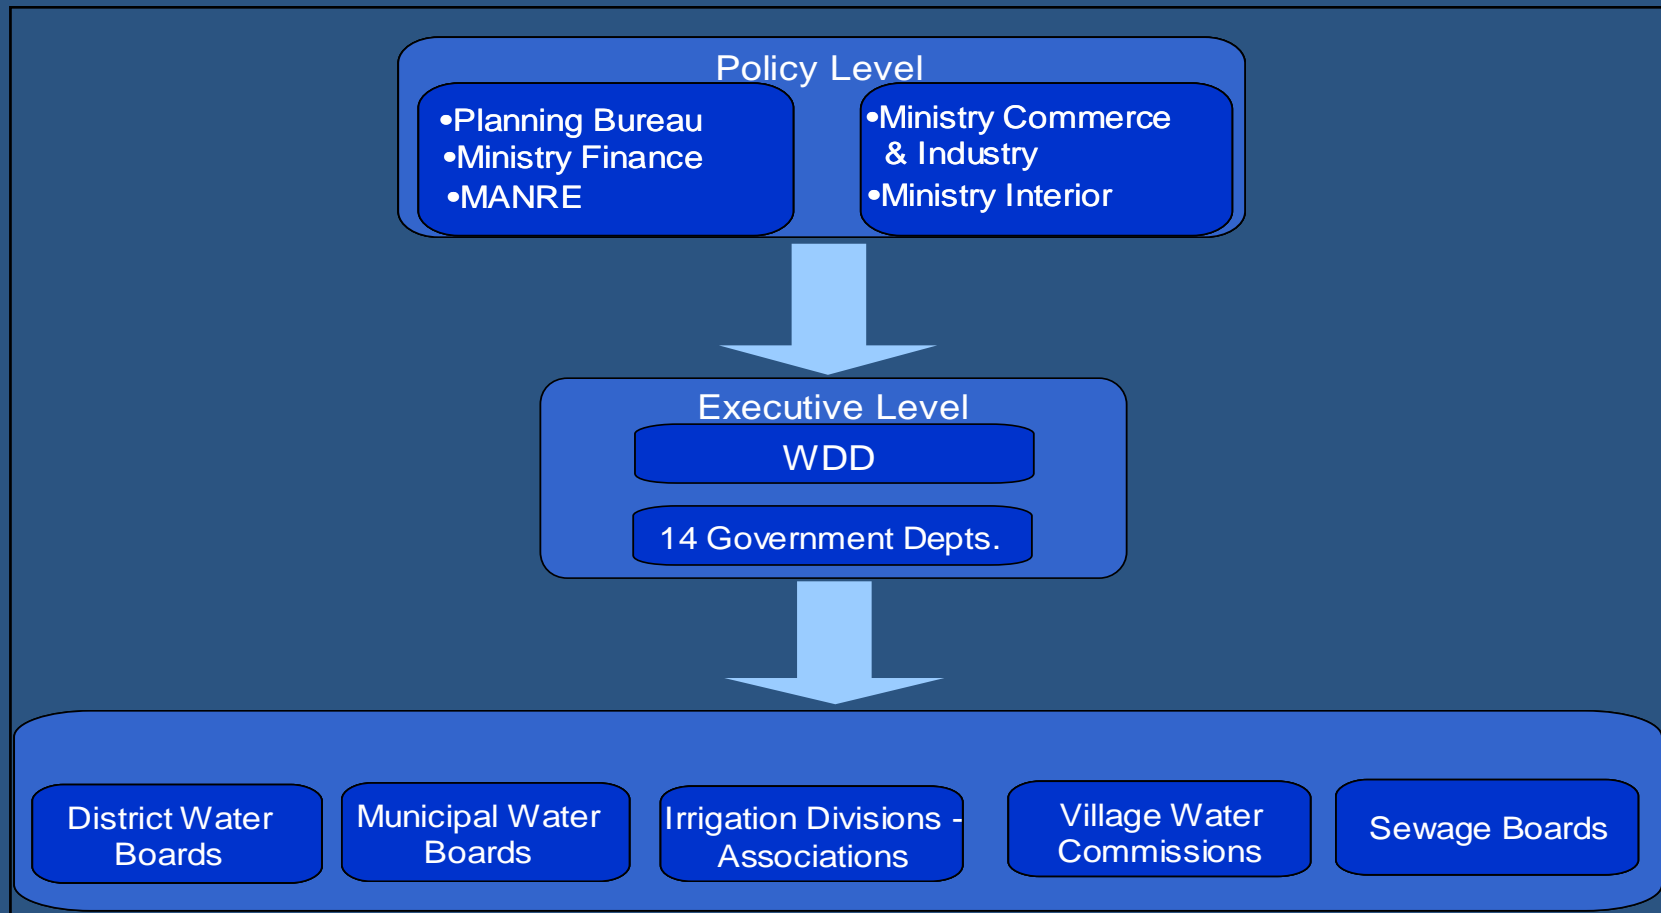 Policy Level
•Planning Bureau
•Ministry Finance
•MANRE
•Ministry Commerce
& Industry
•Ministry Interior
Executive Level
WDD
14 Government Depts.
District Water
Boards
Municipal Water
Boards
Irrigation Divisions -
Associations
Village Water
Commissions
Sewage Boards